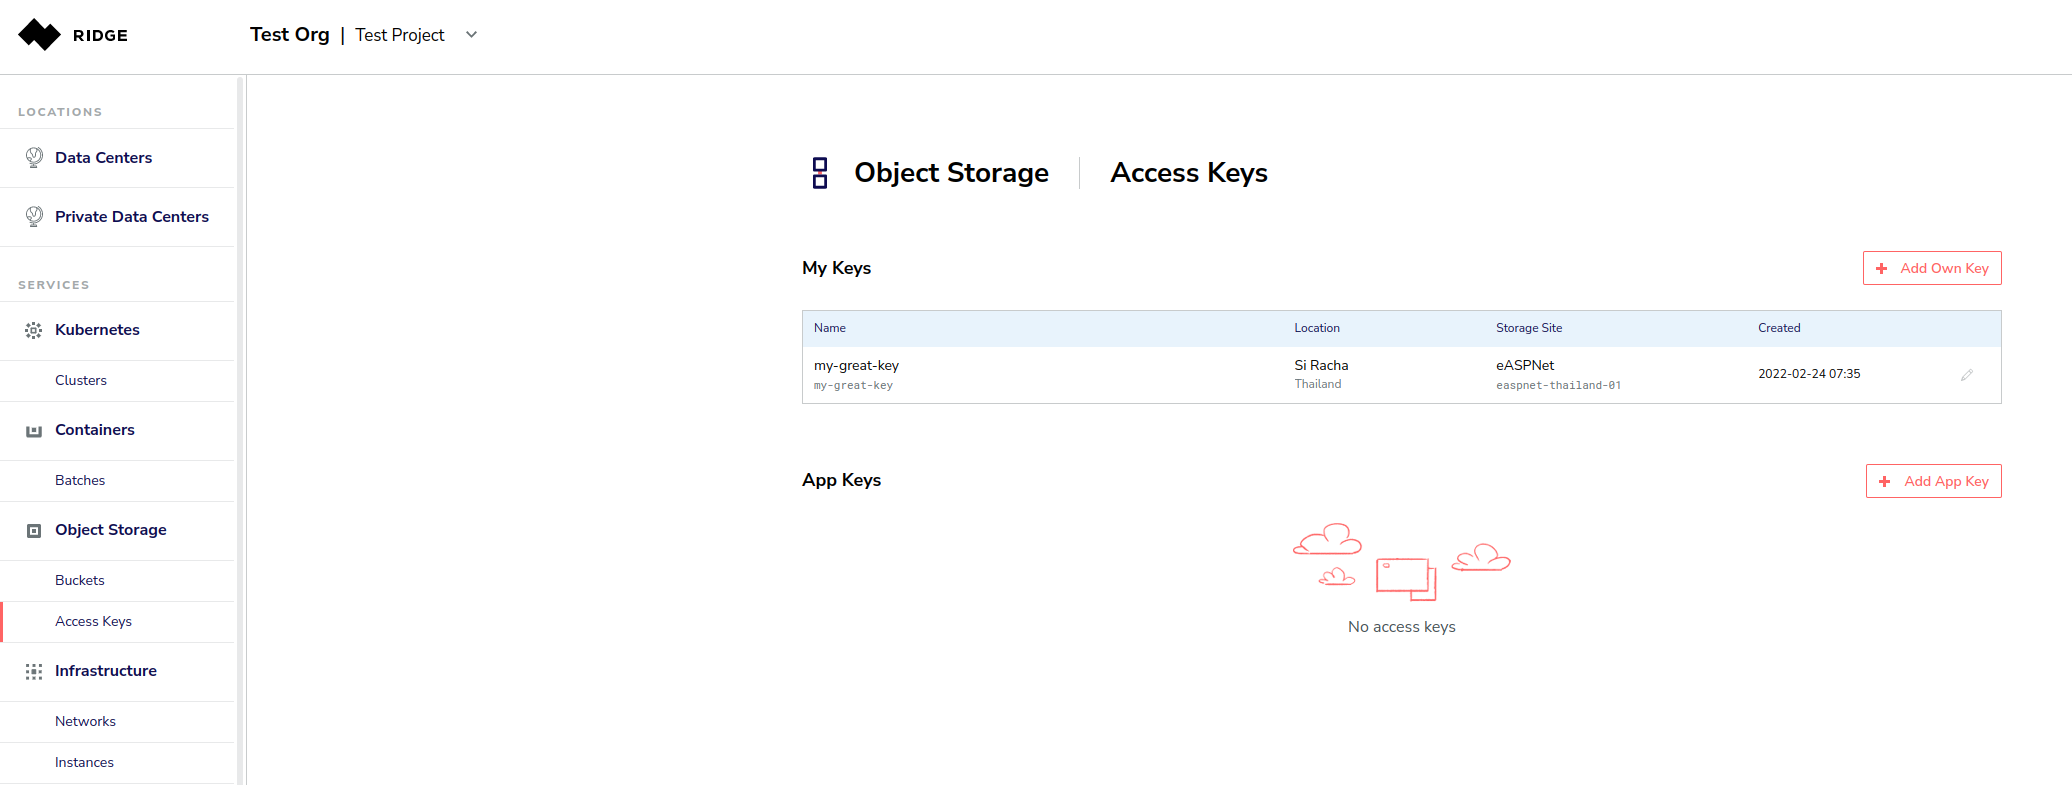 RIDGE
Test Org | Test Project
LOCATIONS
Data Centers
Private Data Centers
SERVICES
Kubernetes
Clusters
Containers
Batches
Object Storage
Buckets
Access Keys
Infrastructure
Networks
Instances
Object Storage
Access Keys
My Keys
Add Own Key
Name Location Storage Site Created
my-great-key Si Racha eASPNet 2022-02-24 07:35
my-great-key Thailand easpnet-thailand-01
App Keys
Add App Key
No access keys